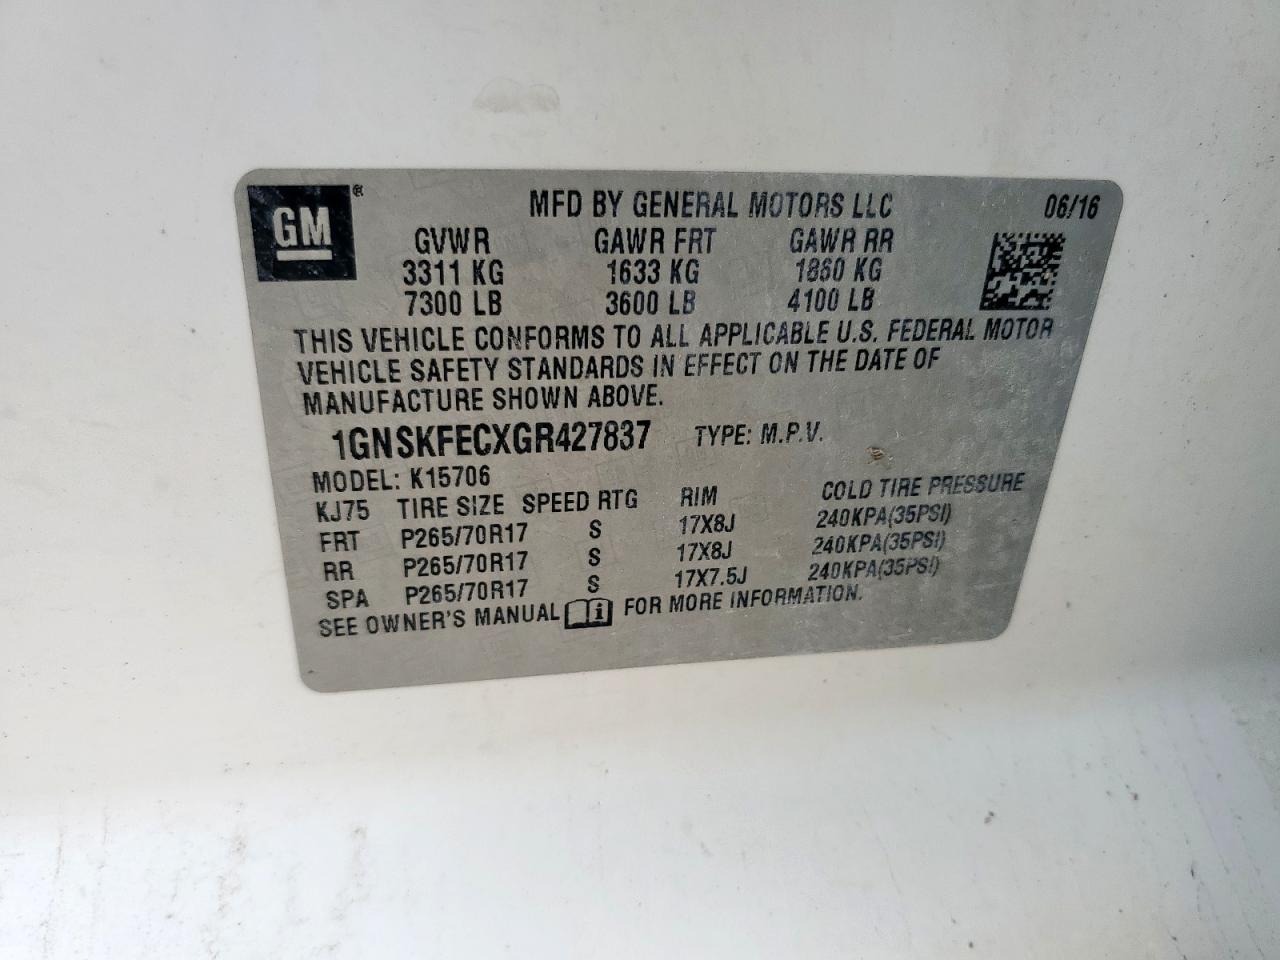 GM®
MFD BY GENERAL MOTORS LLC 06/16
GVWR GAWR FRT GAWR RR
3311 KG 1633 KG 1860 KG
7300 LB 3600 LB 4100 LB
THIS VEHICLE CONFORMS TO ALL APPLICABLE U.S. FEDERAL MOTOR
VEHICLE SAFETY STANDARDS IN EFFECT ON THE DATE OF
MANUFACTURE SHOWN ABOVE.
1GNSKFECXGR427837 TYPE: M.P.V.
MODEL: K15706
KJ75 TIRE SIZE SPEED RTG RIM COLD TIRE PRESSURE
FRT P265/70R17 S 17X8J 240KPA(35PSI)
RR P265/70R17 S 17X8J 240KPA(35PSI)
SPA P265/70R17 S 17X7.5J 240KPA(35PSI)
SEE OWNER'S MANUAL i FOR MORE INFORMATION.